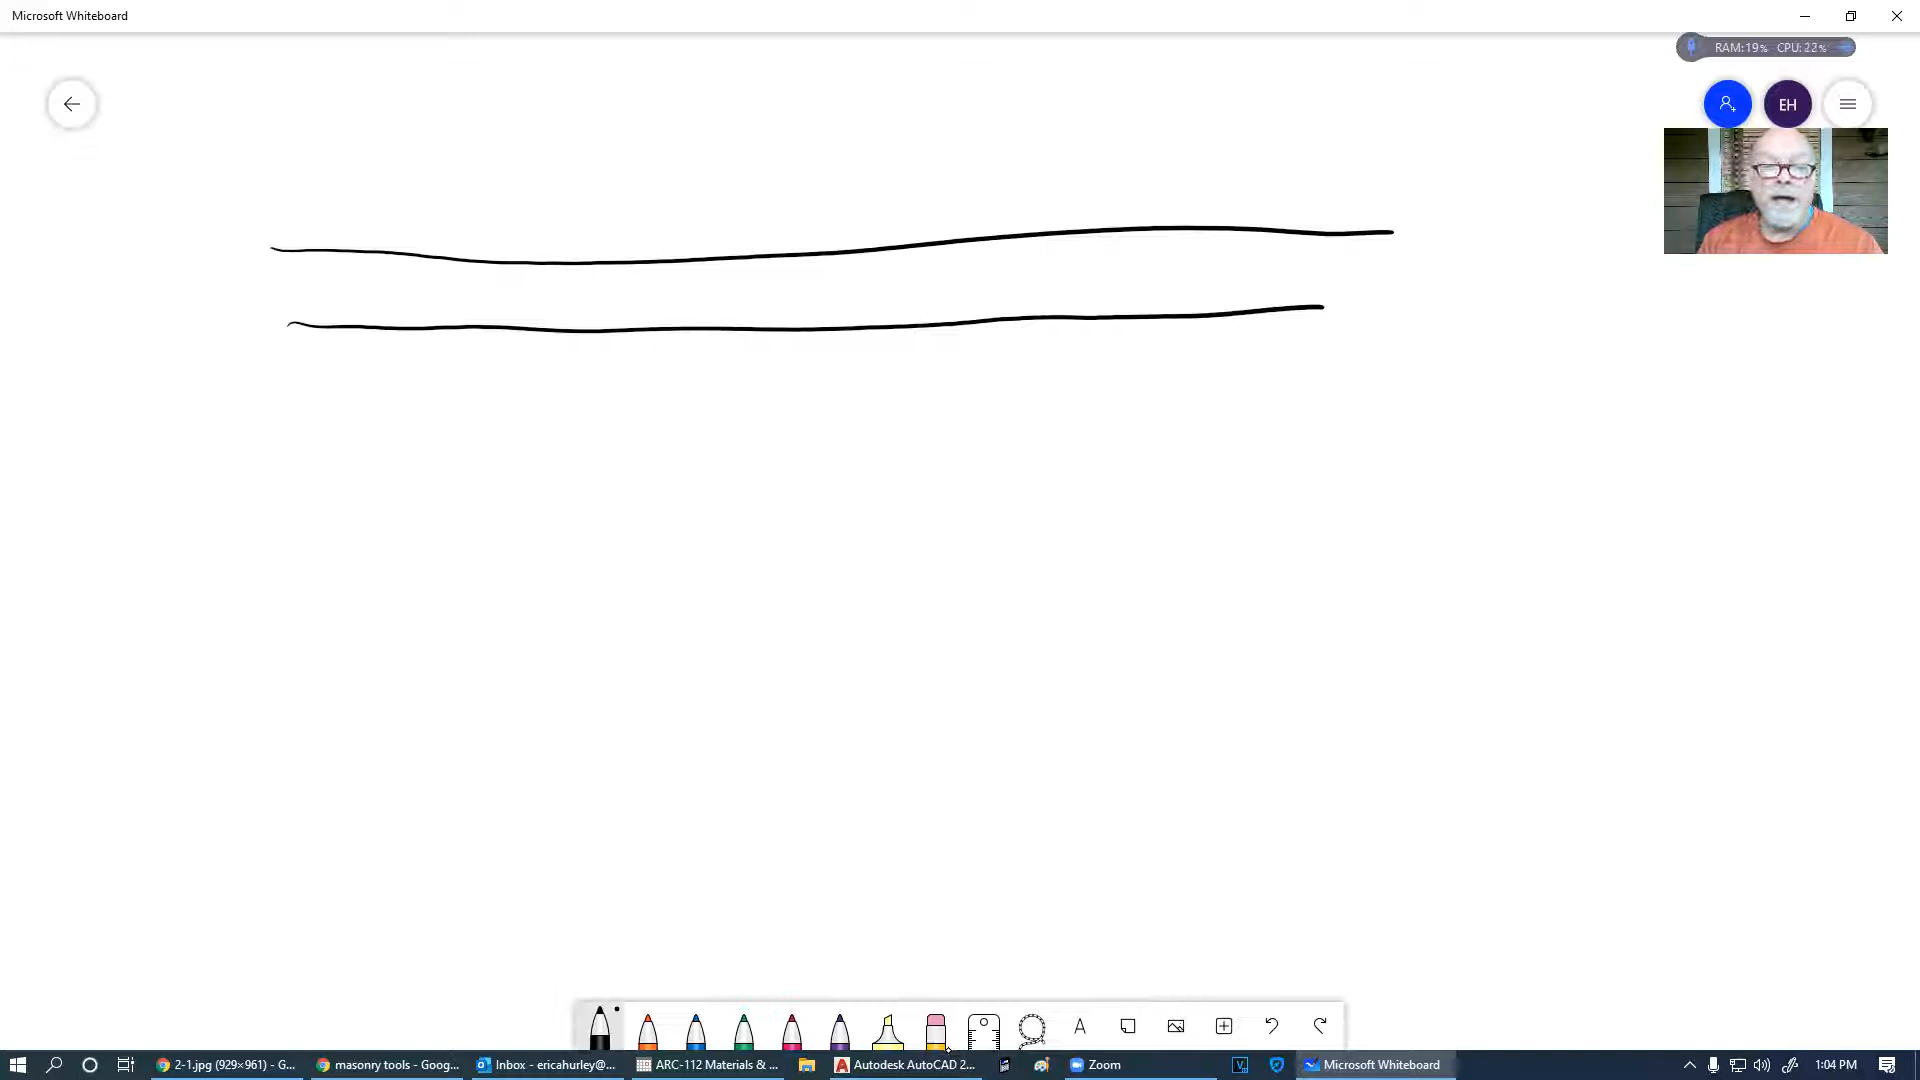 Microsoft Whiteboard
RAM:19% CPU:22%
EH
A
2-1.jpg (929×961) - G...
masonry tools - Goog...
Inbox - ericahurley@...
ARC-112 Materials & ...
Autodesk AutoCAD 2...
Zoom
Microsoft Whiteboard
1:04 PM